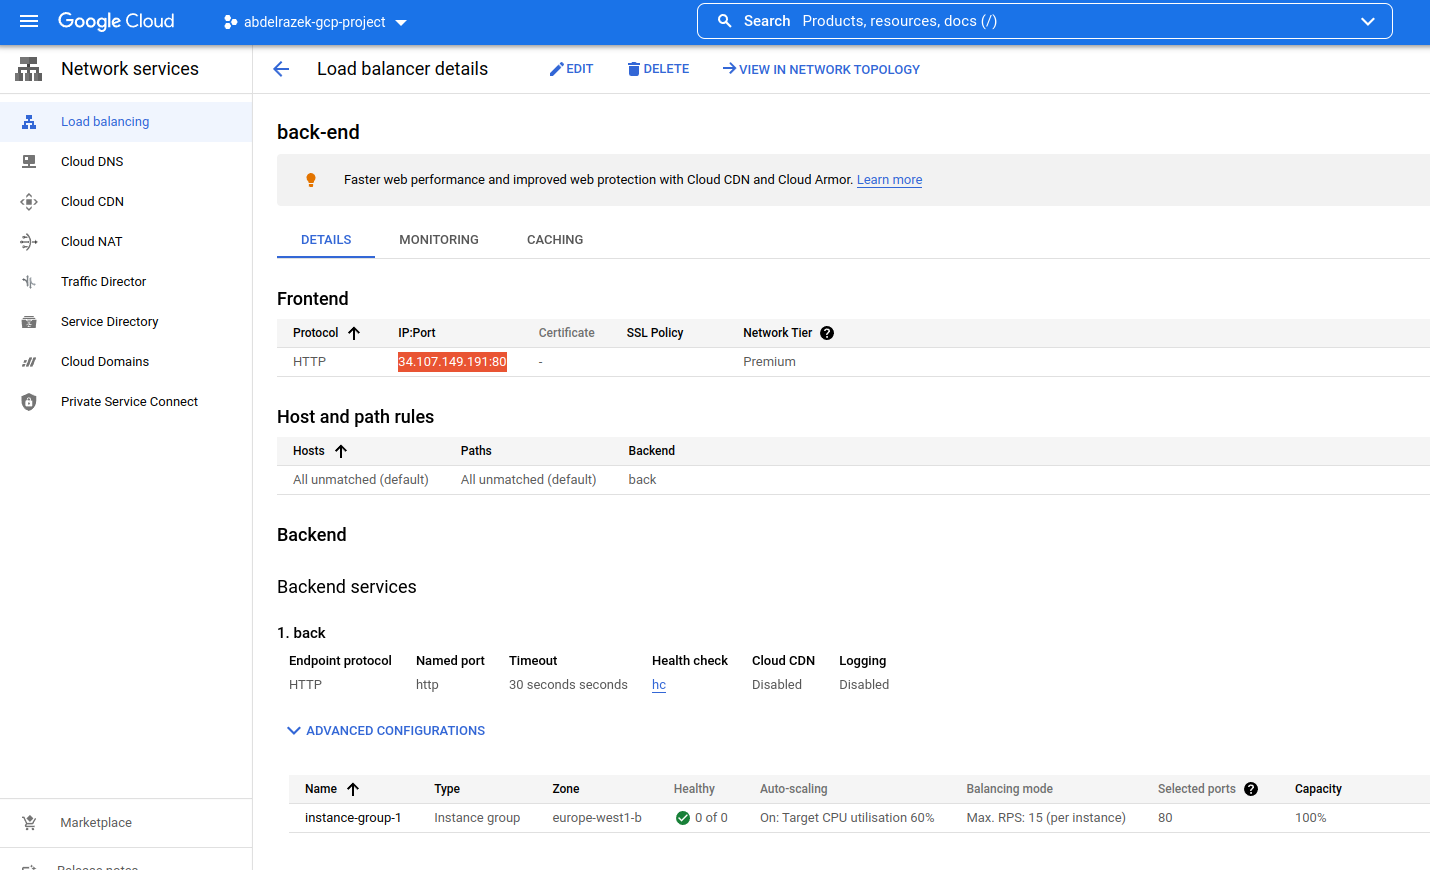 Google Cloud
abdelrazek-gcp-project
Search Products, resources, docs (/)
Network services
Load balancer details
EDIT
DELETE
VIEW IN NETWORK TOPOLOGY
Load balancing
Cloud DNS
Cloud CDN
Cloud NAT
Traffic Director
Service Directory
Cloud Domains
Private Service Connect
Marketplace
Release notes
back-end
Faster web performance and improved web protection with Cloud CDN and Cloud Armor. Learn more
DETAILS MONITORING CACHING
Frontend
Protocol IP:Port Certificate SSL Policy Network Tier
HTTP 34.107.149.191:80 - Premium
Host and path rules
Hosts Paths Backend
All unmatched (default) All unmatched (default) back
Backend
Backend services
1. back
Endpoint protocol Named port Timeout Health check Cloud CDN Logging
HTTP http 30 seconds seconds hc Disabled Disabled
ADVANCED CONFIGURATIONS
Name Type Zone Healthy Auto-scaling Balancing mode Selected ports Capacity
instance-group-1 Instance group europe-west1-b 0 of 0 On: Target CPU utilisation 60% Max. RPS: 15 (per instance) 80 100%